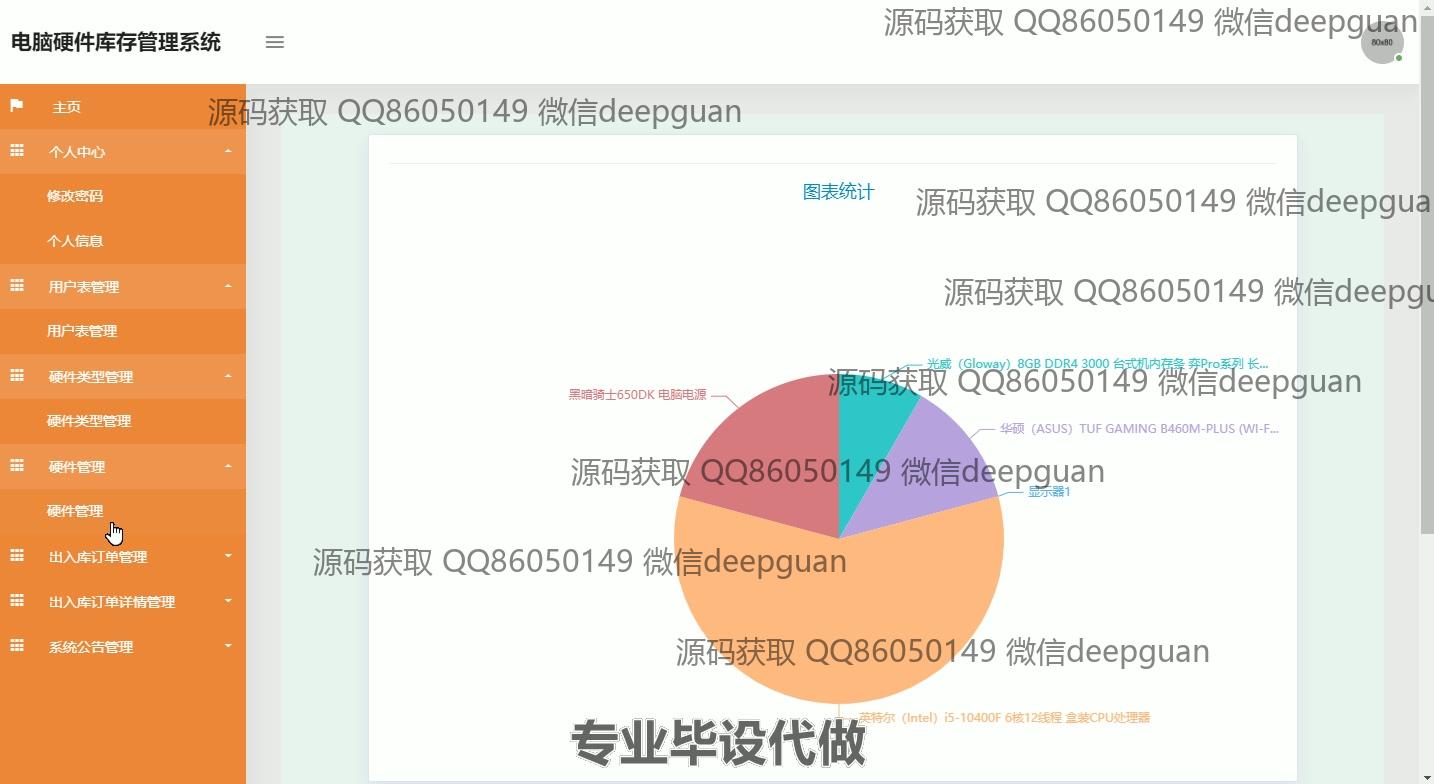 源码获取 QQ86050149 微信deepguan
电脑硬件库存管理系统
80x80
主页
源码获取 QQ86050149 微信deepguan
个人中心
修改密码
图表统计
源码获取 QQ86050149 微信deepgua
个人信息
用户表管理
源码获取 QQ86050149 微信deepgu
用户表管理
光威（Gloway）8GB DDR4 3000 台式机内存条 弈Pro系列 长...
硬件类型管理
源码获取 QQ86050149 微信deepguan
黑暗骑士650DK 电脑电源
硬件类型管理
华硕（ASUS）TUF GAMING B460M-PLUS (WI-F...
硬件管理
源码获取 QQ86050149 微信deepguan
显示器1
硬件管理
出入库订单管理
源码获取 QQ86050149 微信deepguan
出入库订单详情管理
系统公告管理
源码获取 QQ86050149 微信deepguan
英特尔（Intel）i5-10400F 6核12线程 盒装CPU处理器
专业毕设代做